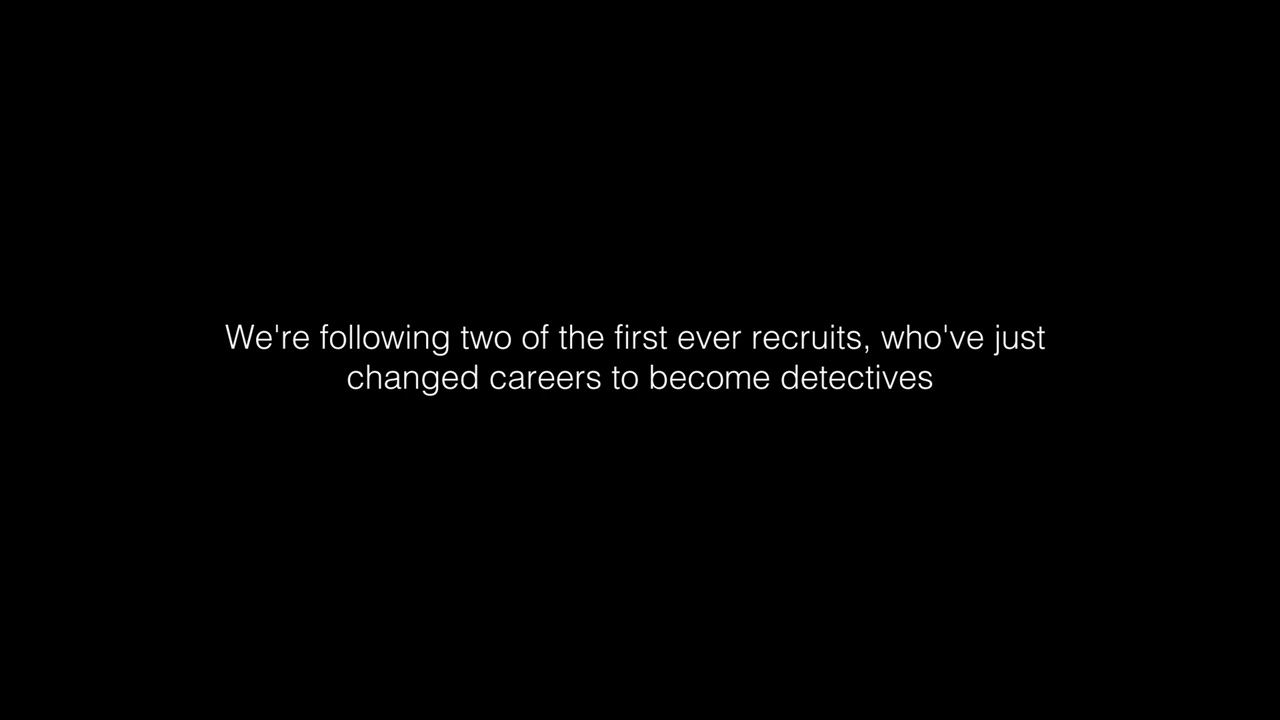 We're following two of the first ever recruits, who've just
changed careers to become detectives